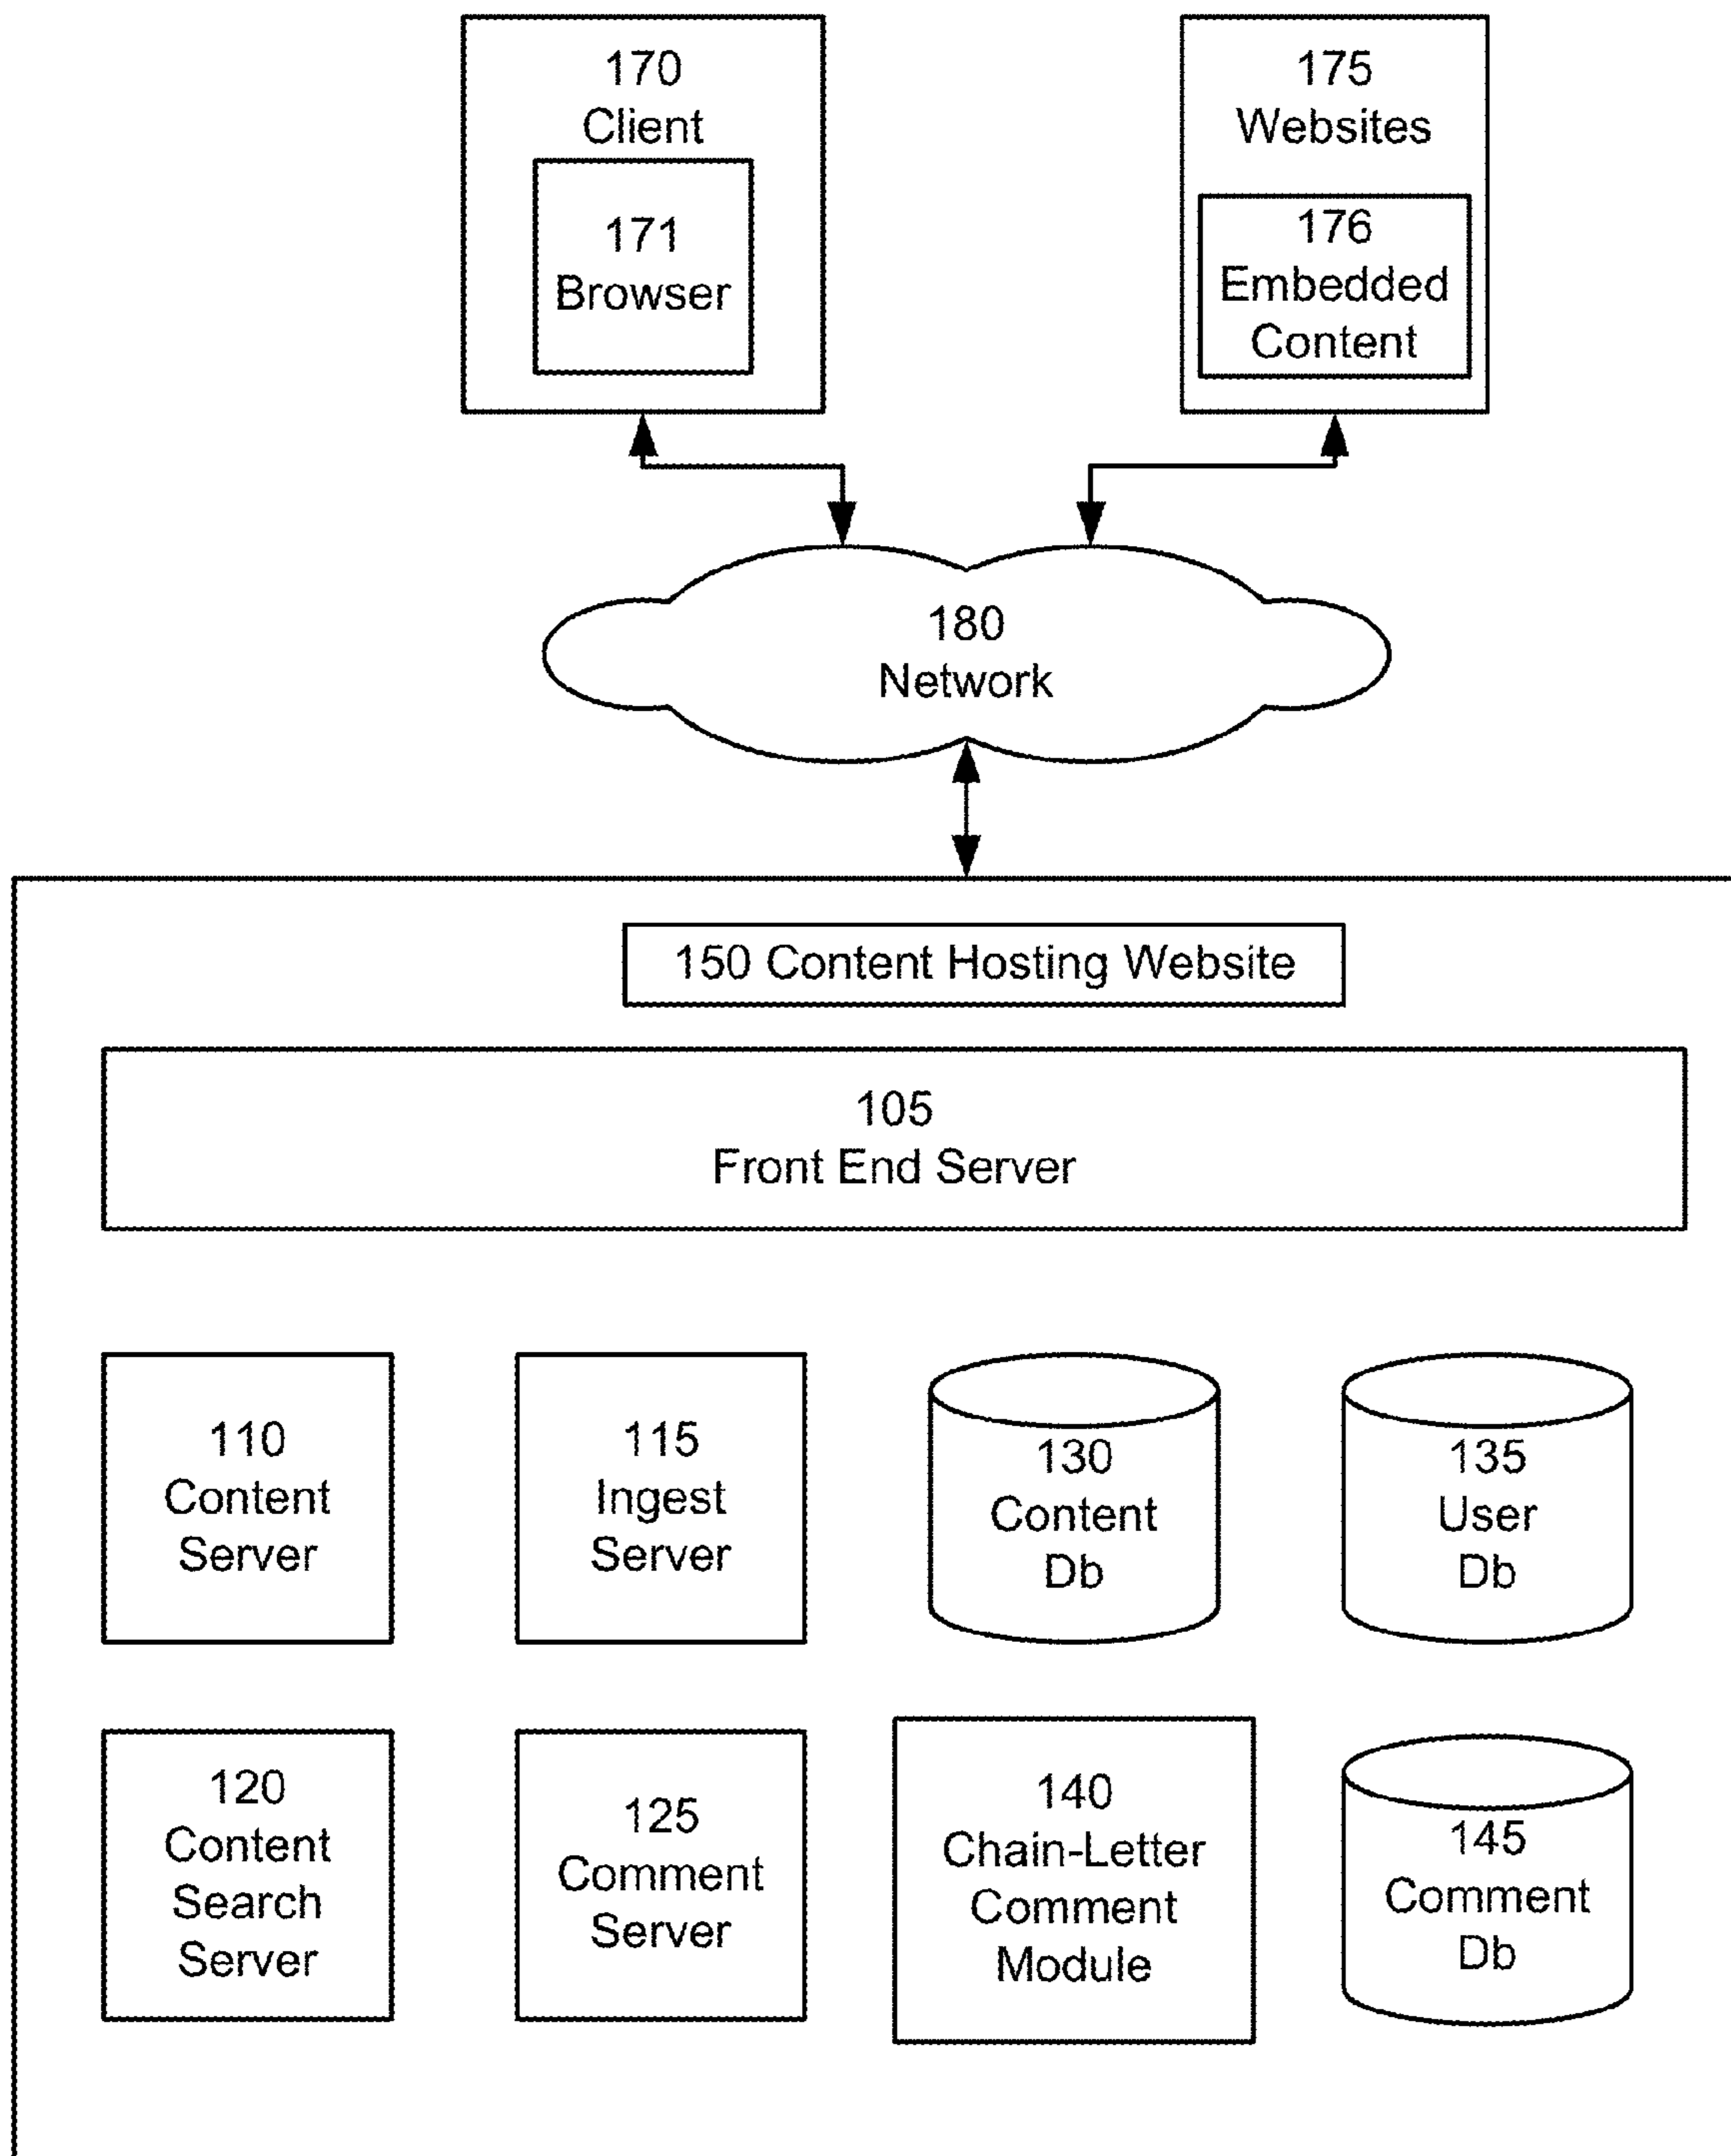 170
Client
171
Browser
175
Websites
176
Embedded
Content
180
Network
150 Content Hosting Website
105
Front End Server
110
Content
Server
115
Ingest
Server
130
Content
Db
135
User
Db
120
Content
Search
Server
125
Comment
Server
140
Chain-Letter
Comment
Module
145
Comment
Db